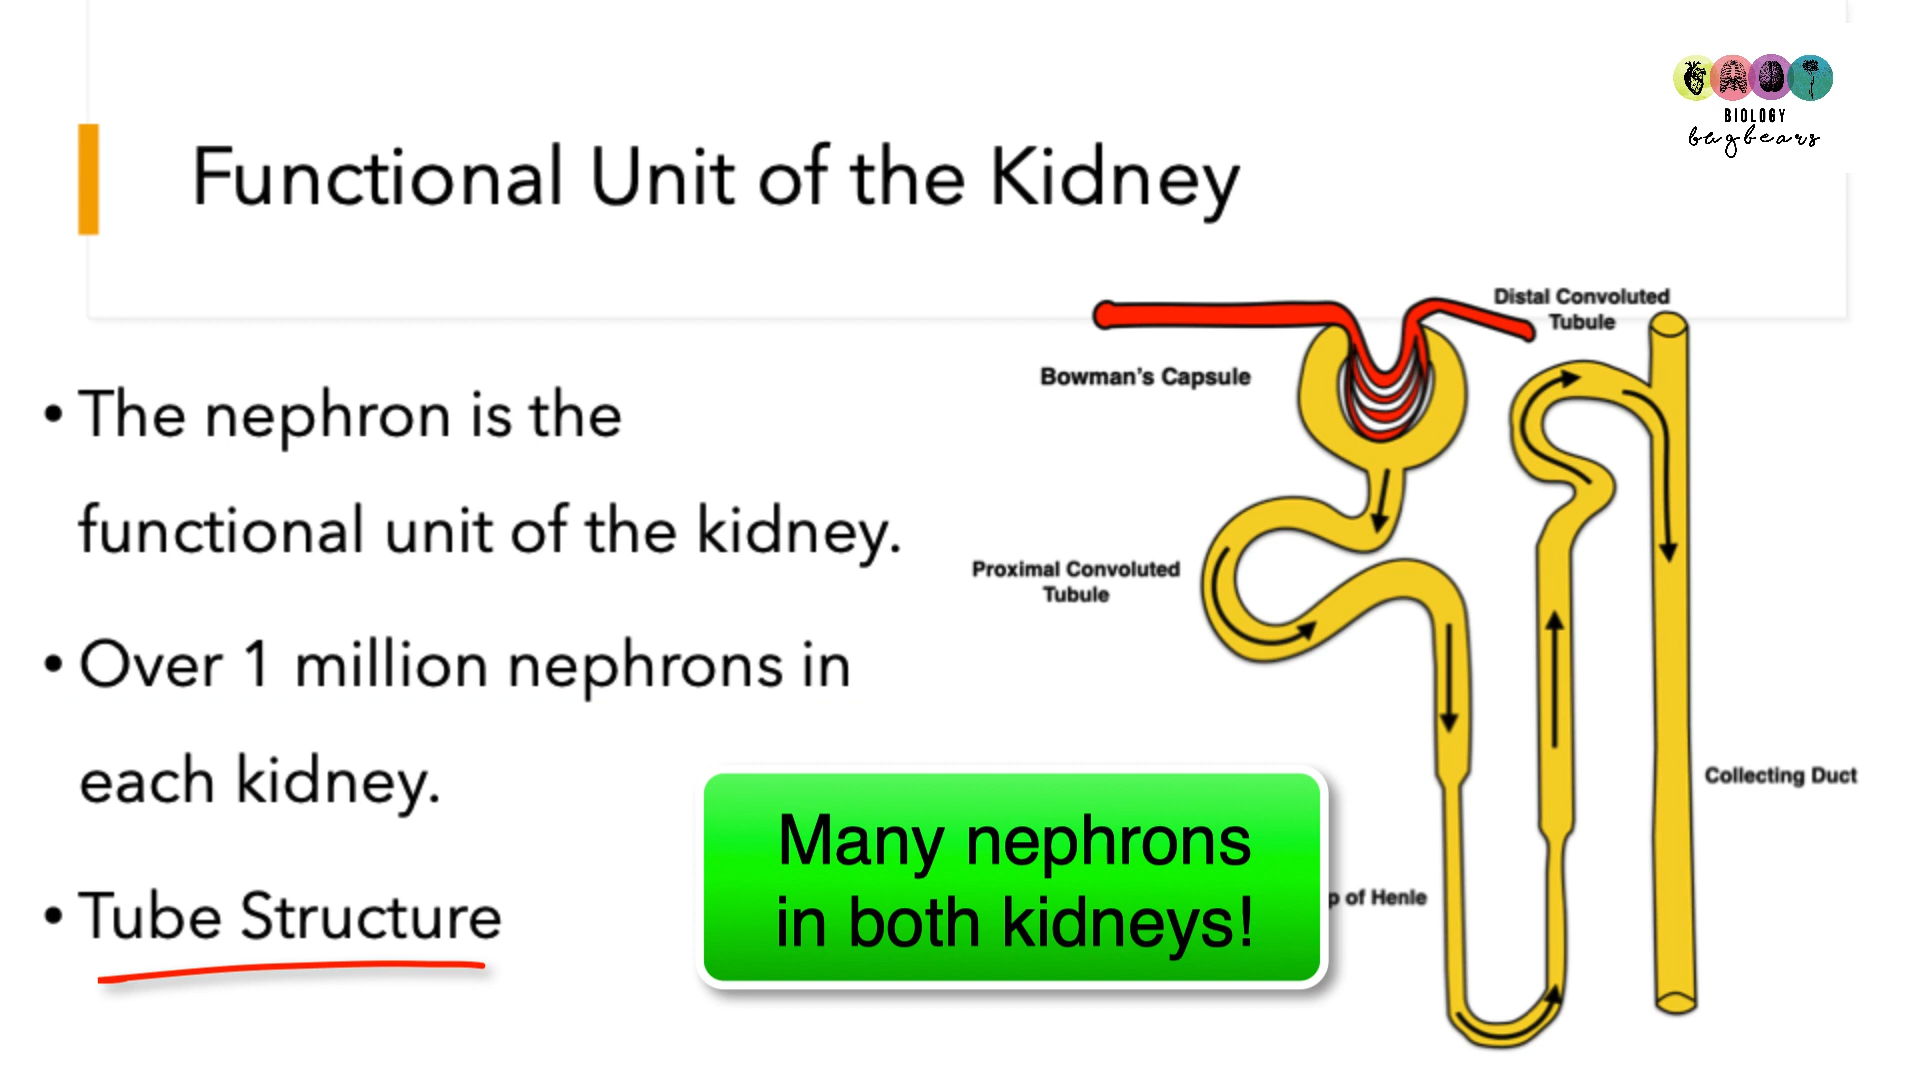 BIOLOGY
bugbears
Functional Unit of the Kidney
• The nephron is the
functional unit of the kidney.
• Over 1 million nephrons in
each kidney.
• Tube Structure
Many nephrons
in both kidneys!
Distal Convoluted
Tubule
Bowman's Capsule
Proximal Convoluted
Tubule
Collecting Duct
p of Henle